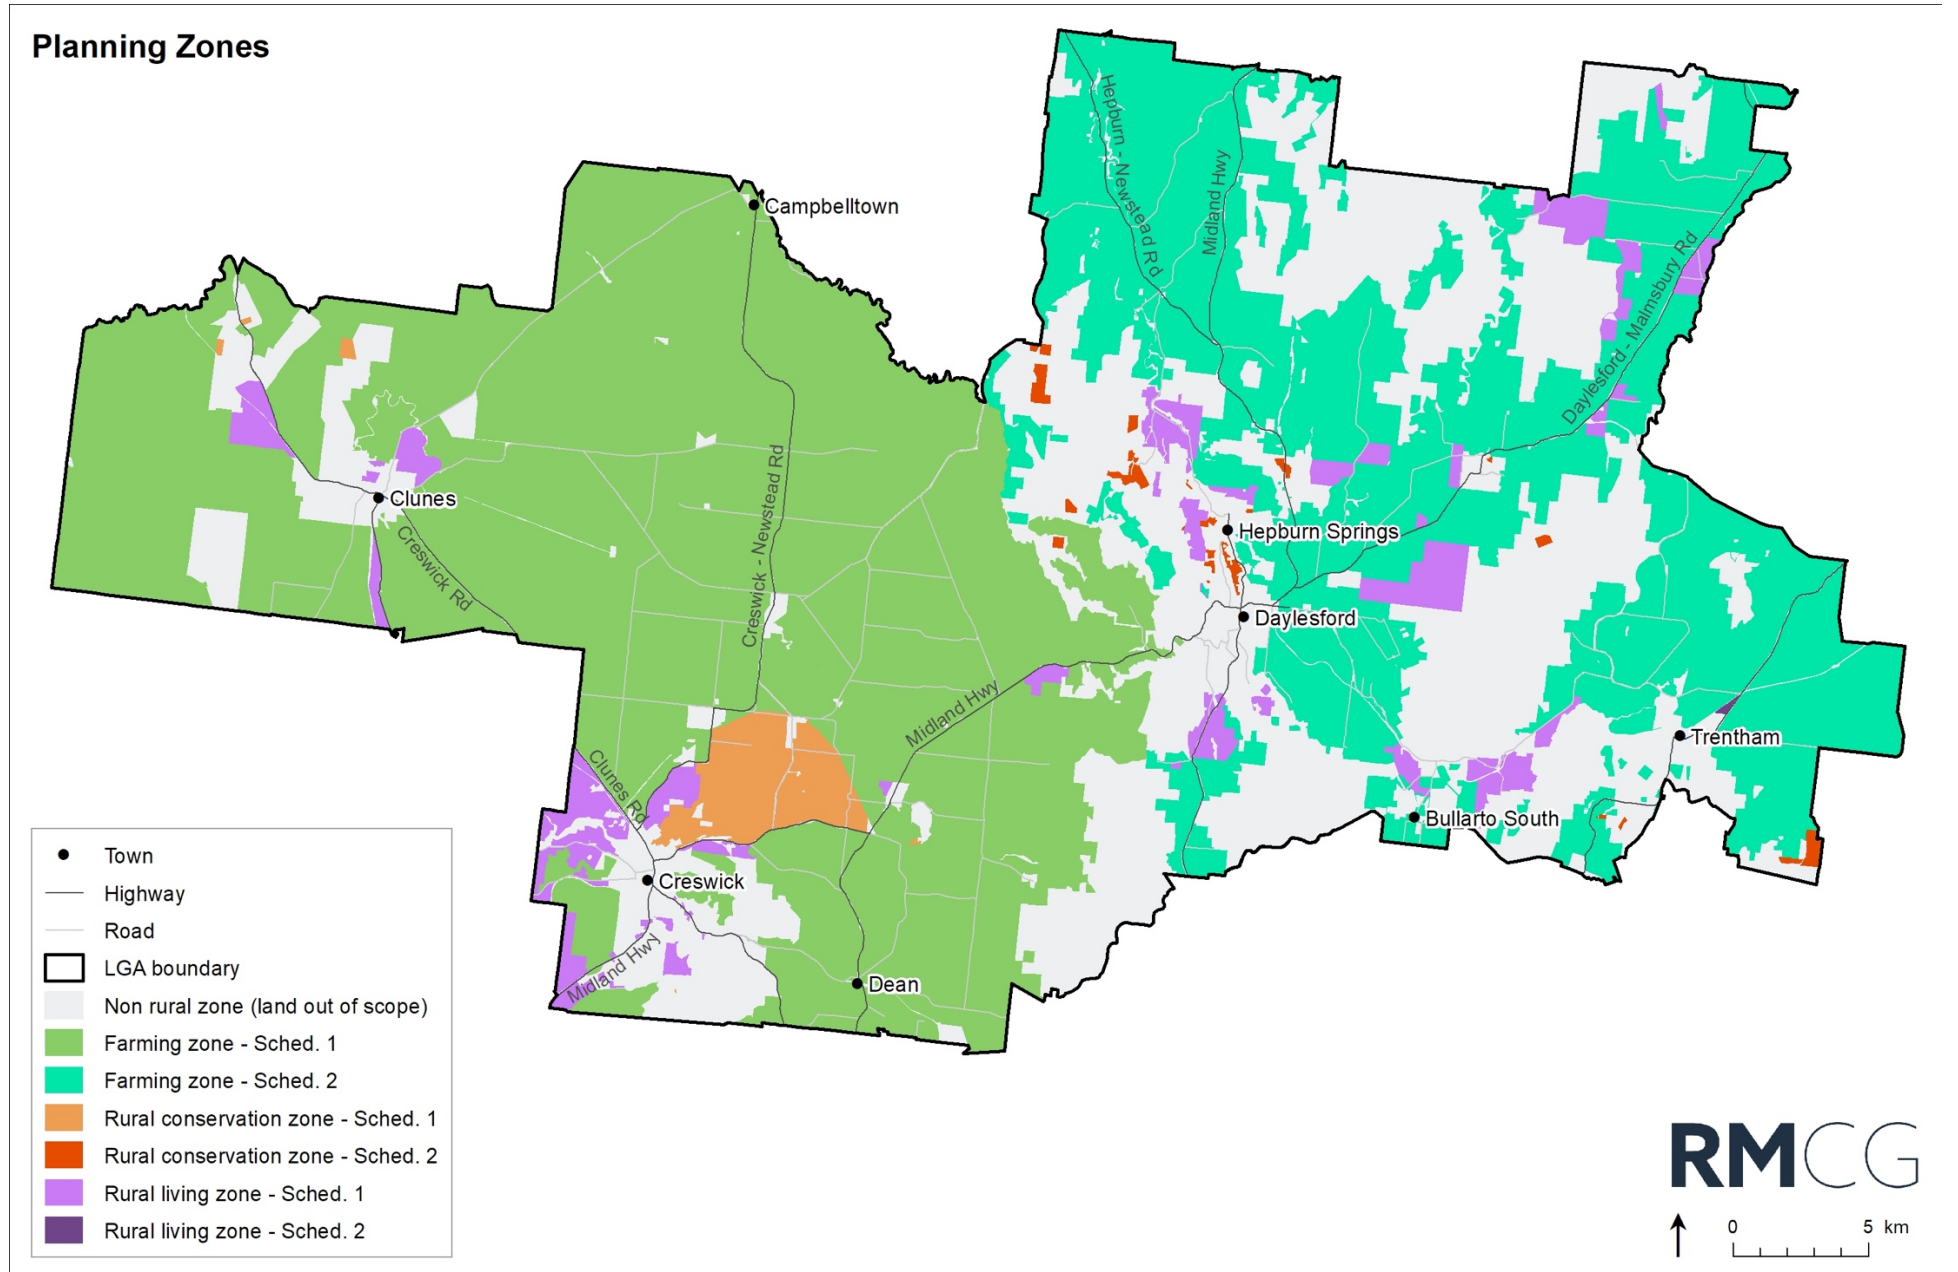 Planning Zones
Hepburn - Newstead Rd
Midland Hwy
Campbelltown
Daylesford - Malmsbury Rd
Clunes
Creswick Rd
Creswick - Newstead Rd
Hepburn Springs
Daylesford
Midland Hwy
Clunes Rd
Trentham
Bullarto South
Creswick
Midland Hwy
Dean
Town
Highway
Road
LGA boundary
Non rural zone (land out of scope)
Farming zone - Sched. 1
Farming zone - Sched. 2
Rural conservation zone - Sched. 1
Rural conservation zone - Sched. 2
Rural living zone - Sched. 1
Rural living zone - Sched. 2
RMCG
0 5 km